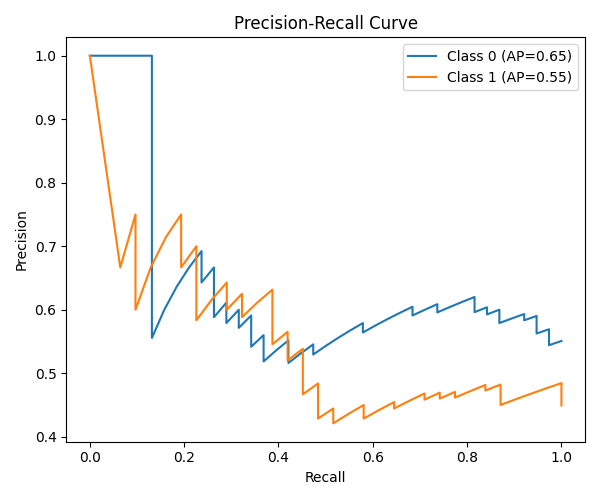 Precision-Recall Curve
Class 0 (AP=0.65)
Class 1 (AP=0.55)
Precision
1.0
0.9
0.8
0.7
0.6
0.5
0.4
0.0 0.2 0.4 0.6 0.8 1.0
Recall